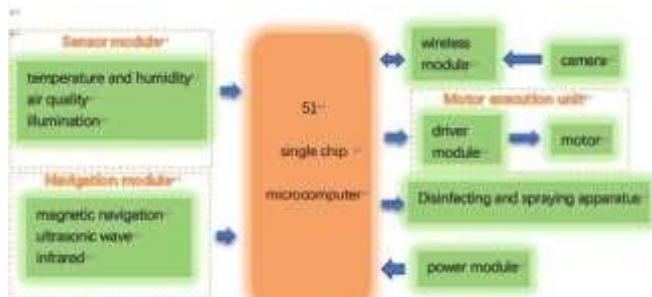 Sensor module
temperature and humidity
air quality
illumination
Navigation module
magnetic navigation
ultrasonic wave
infrared
51
single chip
microcomputer
wireless
module
camera
Motor execution unit
driver
module
motor
Disinfecting and spraying apparatus
power module